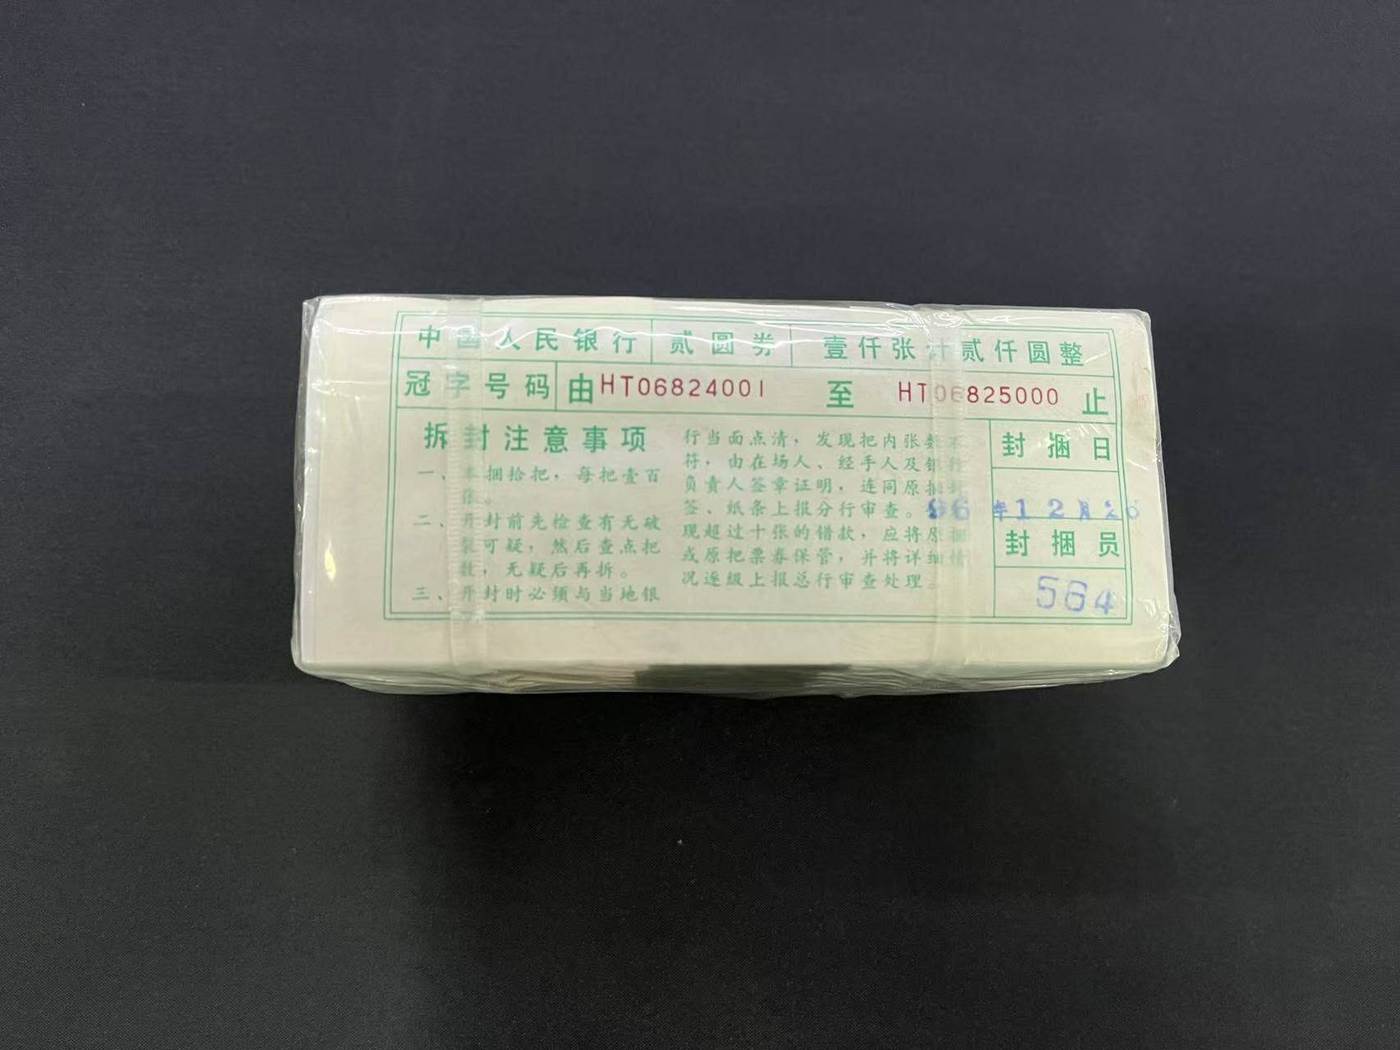 中国人民银行 贰圆券 壹仟张计贰仟圆整
冠字号码 由HT06824001 至 HT06825000 止
拆封注意事项
一、本捆拾把，每把壹百
张。
二、开封前先检查有无破
裂可疑，然后查点把
数，无疑后再拆。
三、开封时必须与当地银
行当面点清，发现把内张数不
符，由在场人、经手人及银行
负责人签章证明，连同原捆封
签、纸条上报分行审查。
现超过十张的错款，应将原捆
或原把票券保管，并将详细情
况逐级上报总行审查处理。
封捆日
96年12月26
封捆员
564